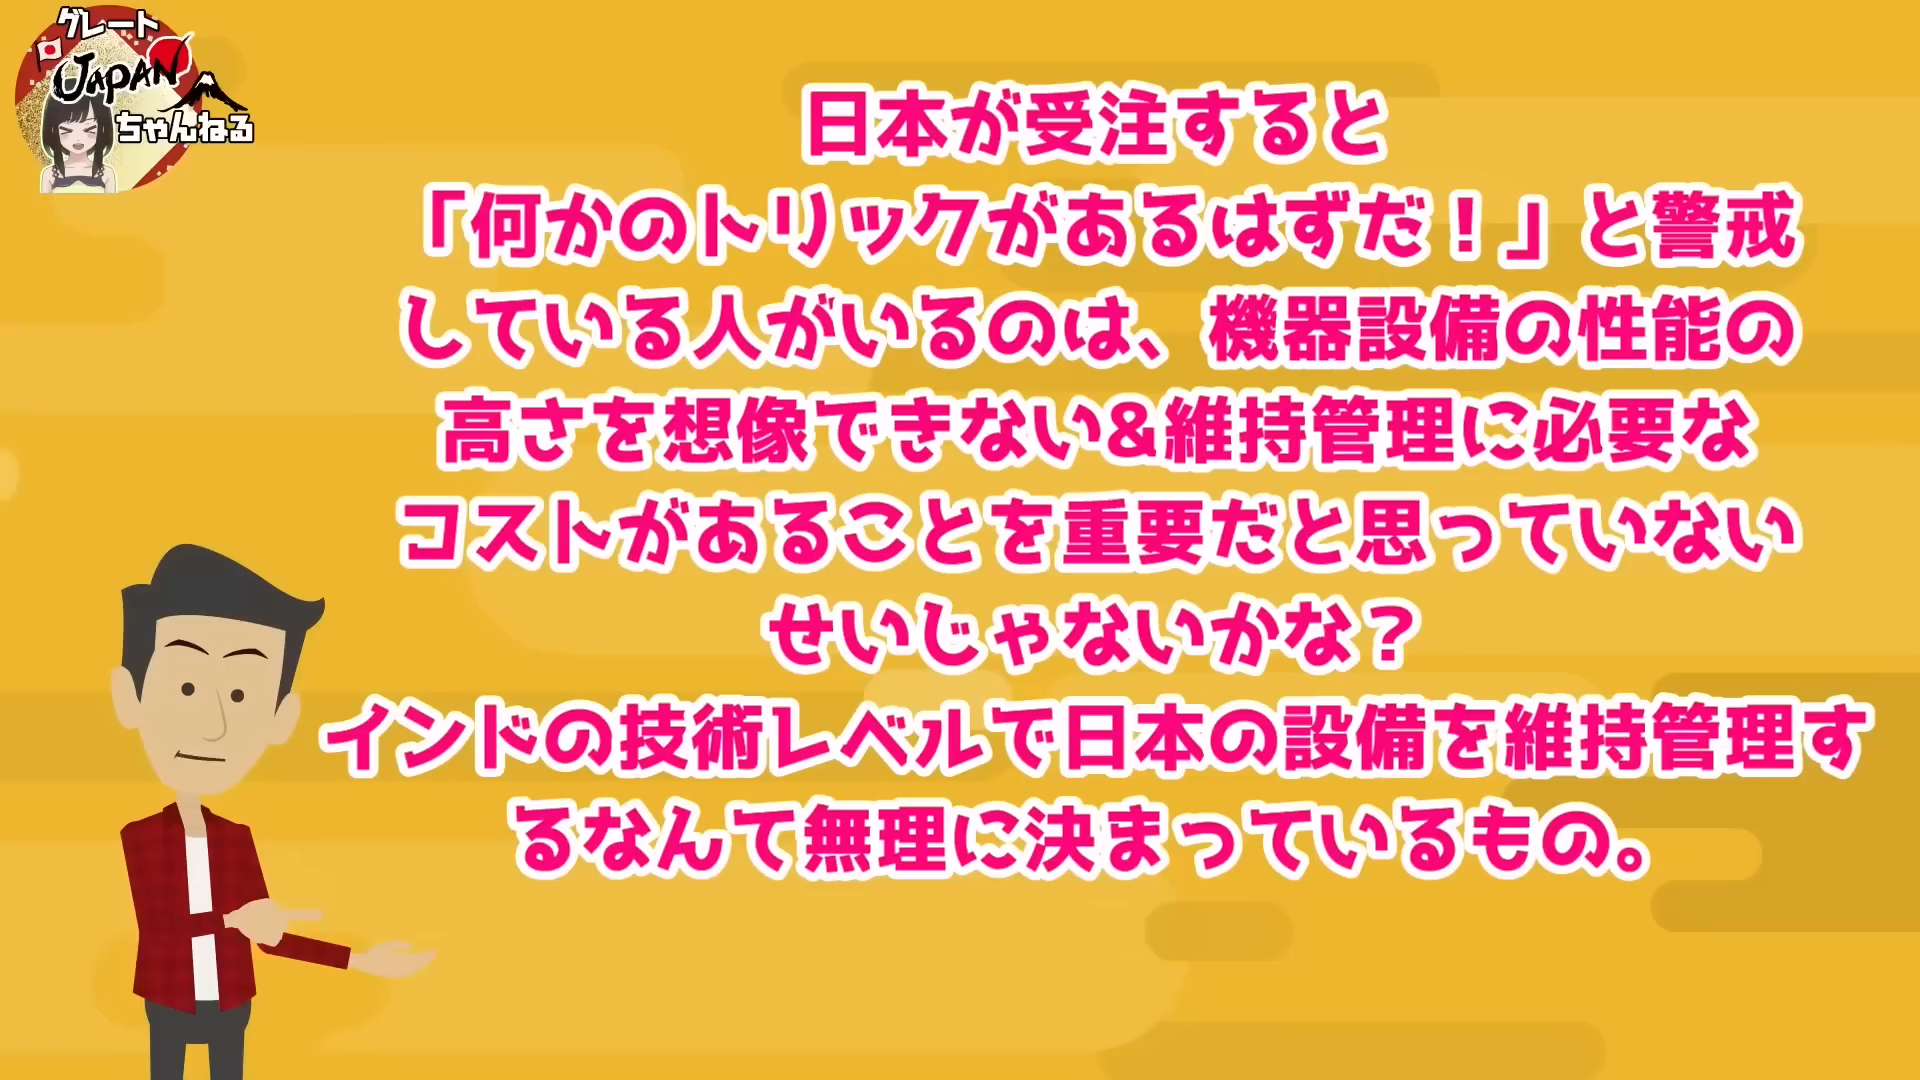 グレート
JAPAN
ちゃんねる
日本が受注すると
「何かのトリックがあるはずだ！」と警戒
している人がいるのは、機器設備の性能の
高さを想像できない&維持管理に必要な
コストがあることを重要だと思っていない
せいじゃないかな？
インドの技術レベルで日本の設備を維持管理す
るなんて無理に決まっているもの。